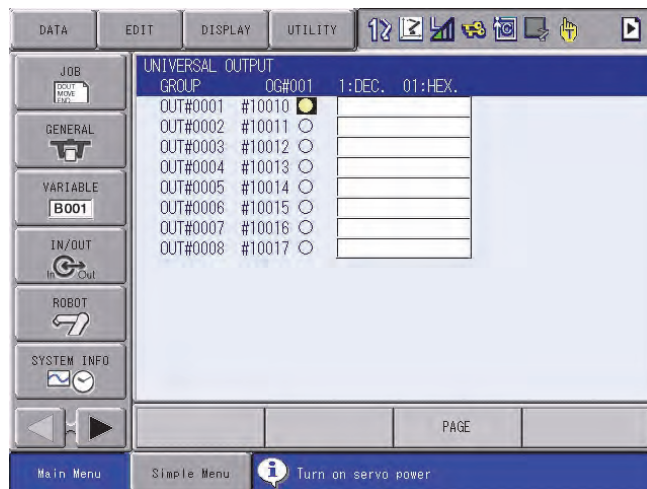 DATA EDIT DISPLAY UTILITY
JOB
DOUT
MOVE
END
GENERAL
VARIABLE
B001
IN/OUT
In Out
ROBOT
SYSTEM INFO
UNIVERSAL OUTPUT
GROUP OG#001 1:DEC. 01:HEX.
OUT#0001 #10010
OUT#0002 #10011
OUT#0003 #10012
OUT#0004 #10013
OUT#0005 #10014
OUT#0006 #10015
OUT#0007 #10016
OUT#0008 #10017
PAGE
Main Menu Simple Menu Turn on servo power